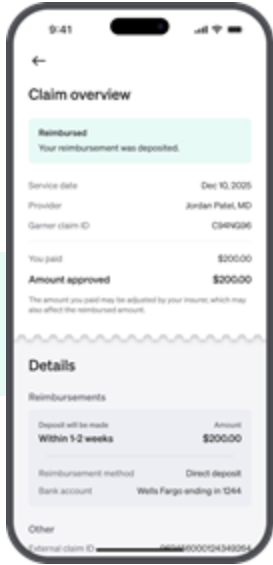 9:41
Claim overview
Reimbursed
Your reimbursement was deposited.
Service date Dec 10, 2025
Provider Jordan Patel, MD
Garner claim ID
You paid $200.00
Amount approved $200.00
The amount you paid may be adjusted by your insurer, which may
also affect the reimbursed amount.
Details
Reimbursements
Deposit will be made Amount
Within 1-2 weeks $200.00
Reimbursement method Direct deposit
Bank account Wells Fargo ending in 1244
Other
External claim ID